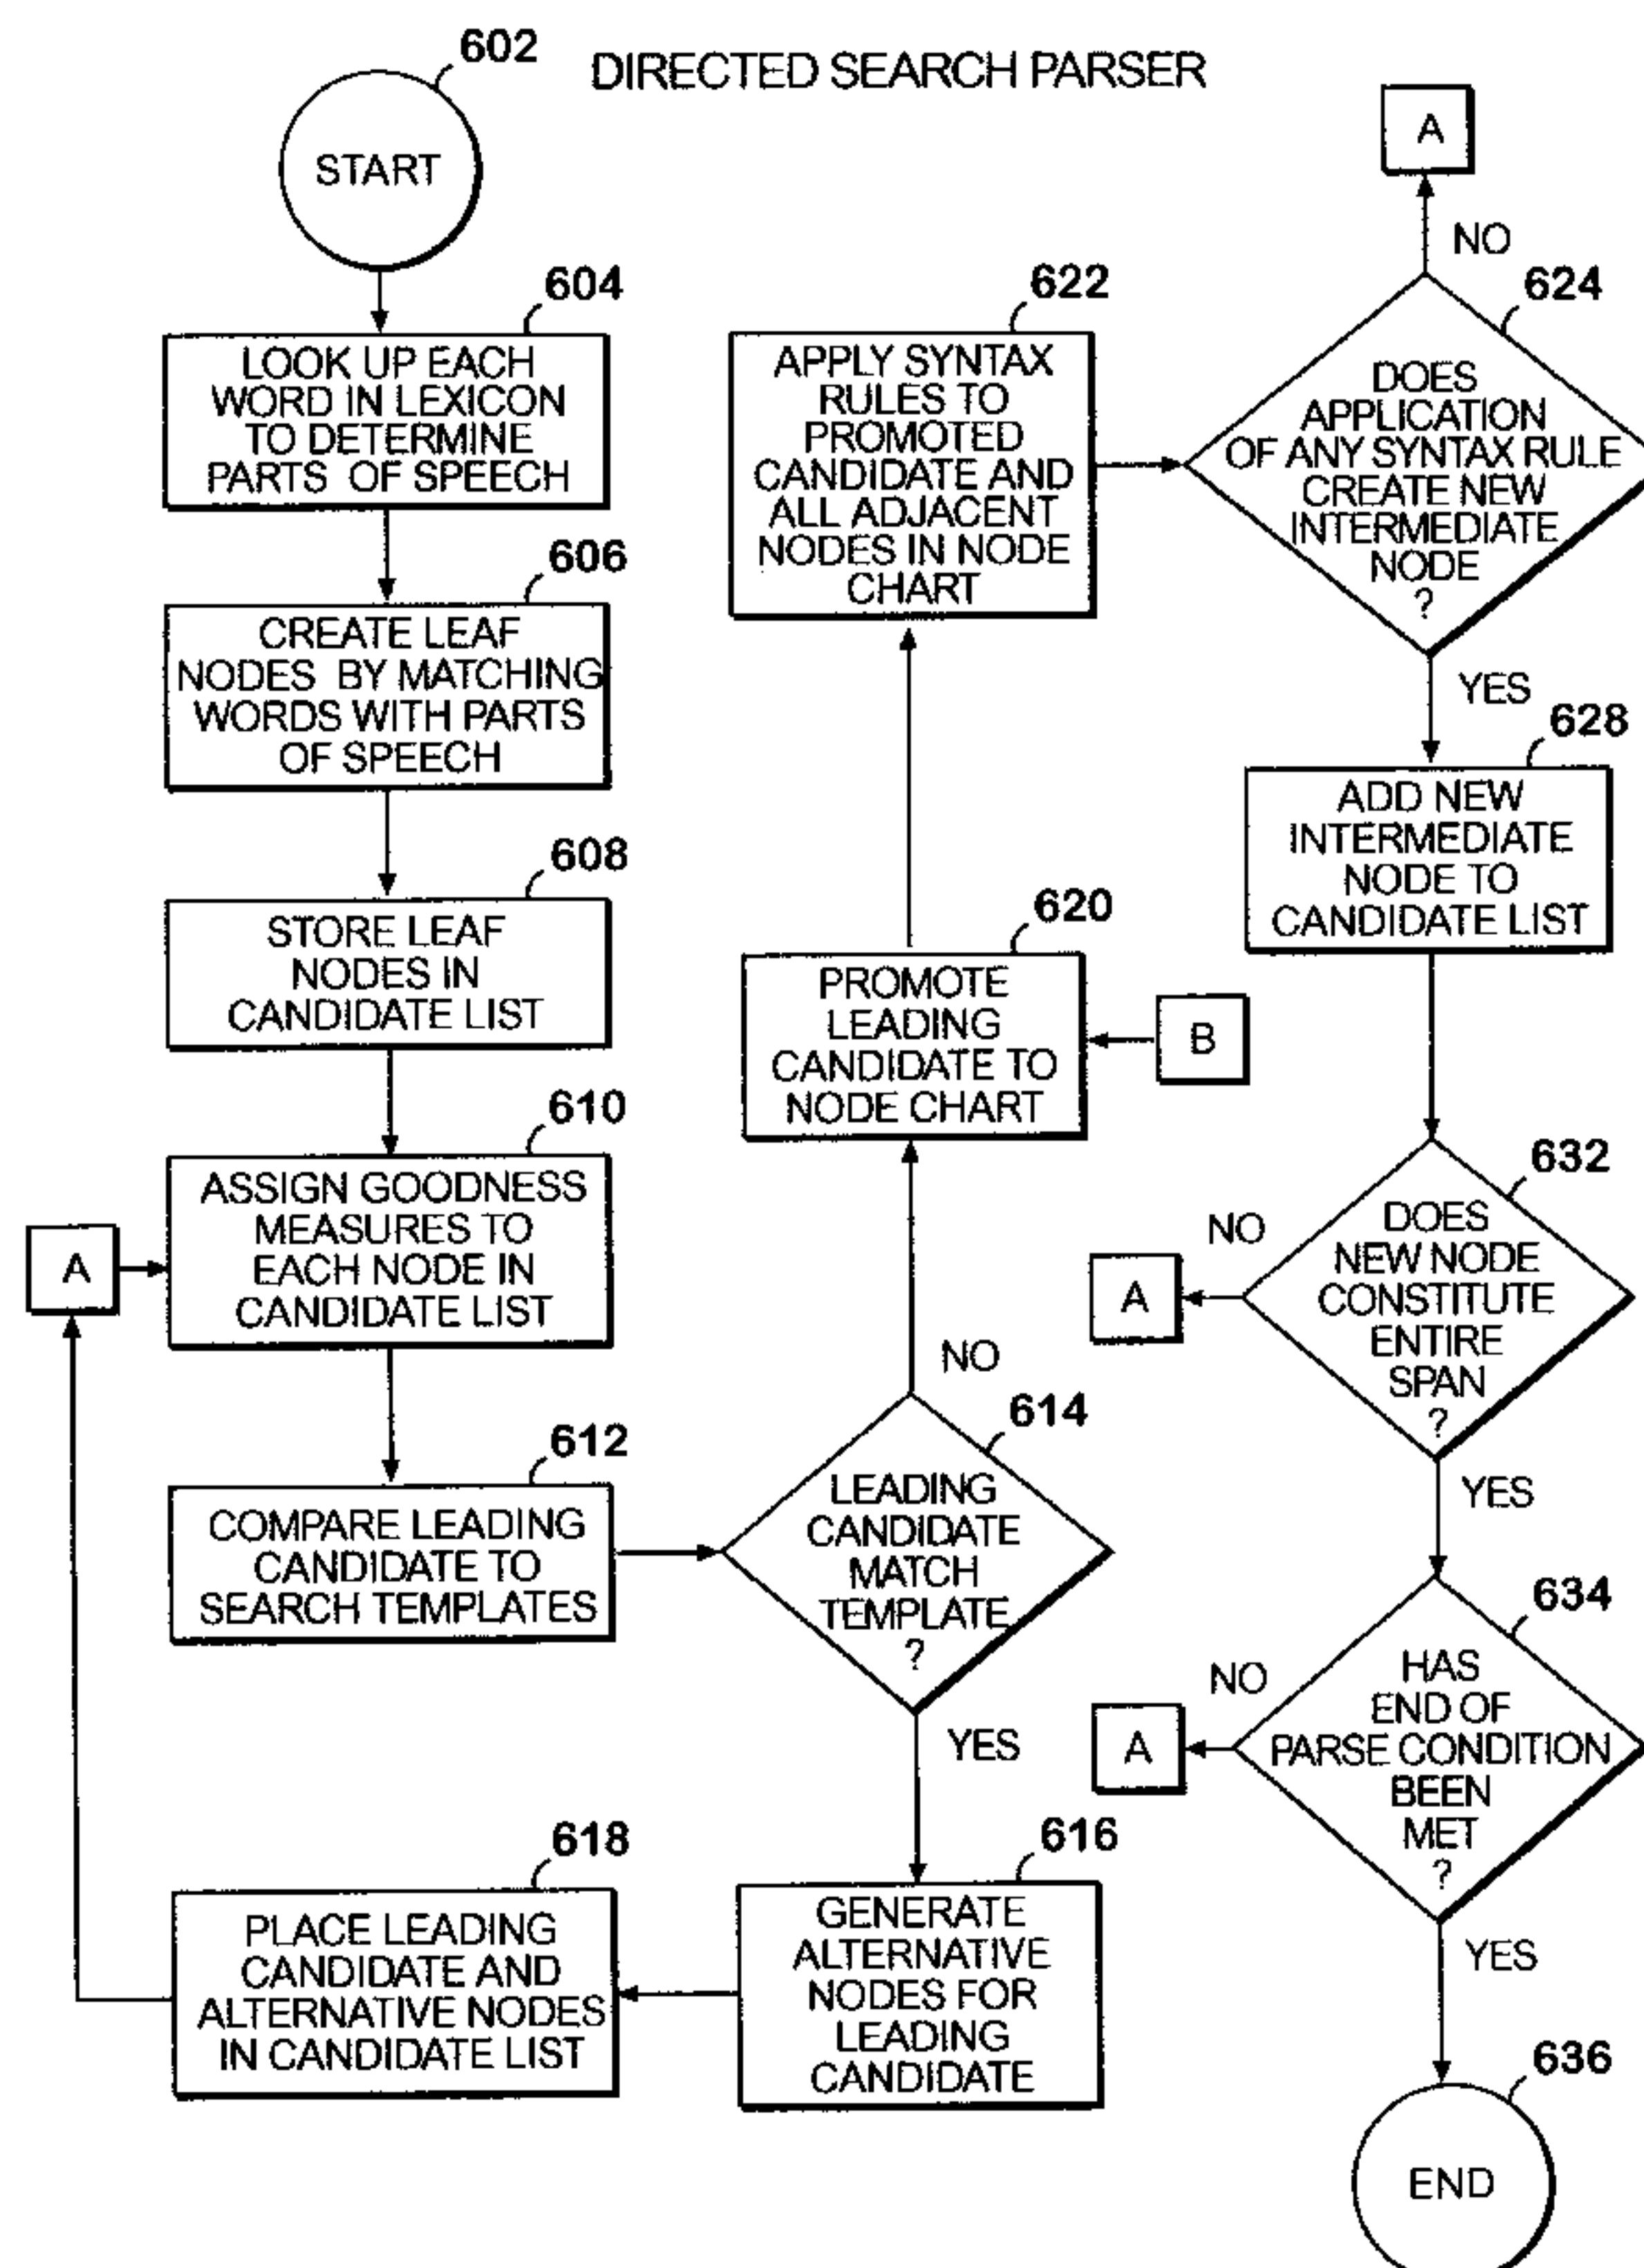 DIRECTED SEARCH PARSER
602
START
604
LOOK UP EACH
WORD IN LEXICON
TO DETERMINE
PARTS OF SPEECH
606
CREATE LEAF
NODES BY MATCHING
WORDS WITH PARTS
OF SPEECH
608
STORE LEAF
NODES IN
CANDIDATE LIST
610
A
ASSIGN GOODNESS
MEASURES TO
EACH NODE IN
CANDIDATE LIST
612
COMPARE LEADING
CANDIDATE TO
SEARCH TEMPLATES
614
LEADING
CANDIDATE
MATCH
TEMPLATE
?
NO
YES
616
GENERATE
ALTERNATIVE
NODES FOR
LEADING
CANDIDATE
618
PLACE LEADING
CANDIDATE AND
ALTERNATIVE NODES
IN CANDIDATE LIST
620
PROMOTE
LEADING
CANDIDATE TO
NODE CHART
B
622
APPLY SYNTAX
RULES TO
PROMOTED
CANDIDATE AND
ALL ADJACENT
NODES IN NODE
CHART
A
NO
624
DOES
APPLICATION
OF ANY SYNTAX RULE
CREATE NEW
INTERMEDIATE
NODE
?
YES
628
ADD NEW
INTERMEDIATE
NODE TO
CANDIDATE LIST
632
DOES
NEW NODE
CONSTITUTE
ENTIRE
SPAN
?
NO
A
YES
634
HAS
END OF
PARSE CONDITION
BEEN
MET
?
NO
A
YES
636
END